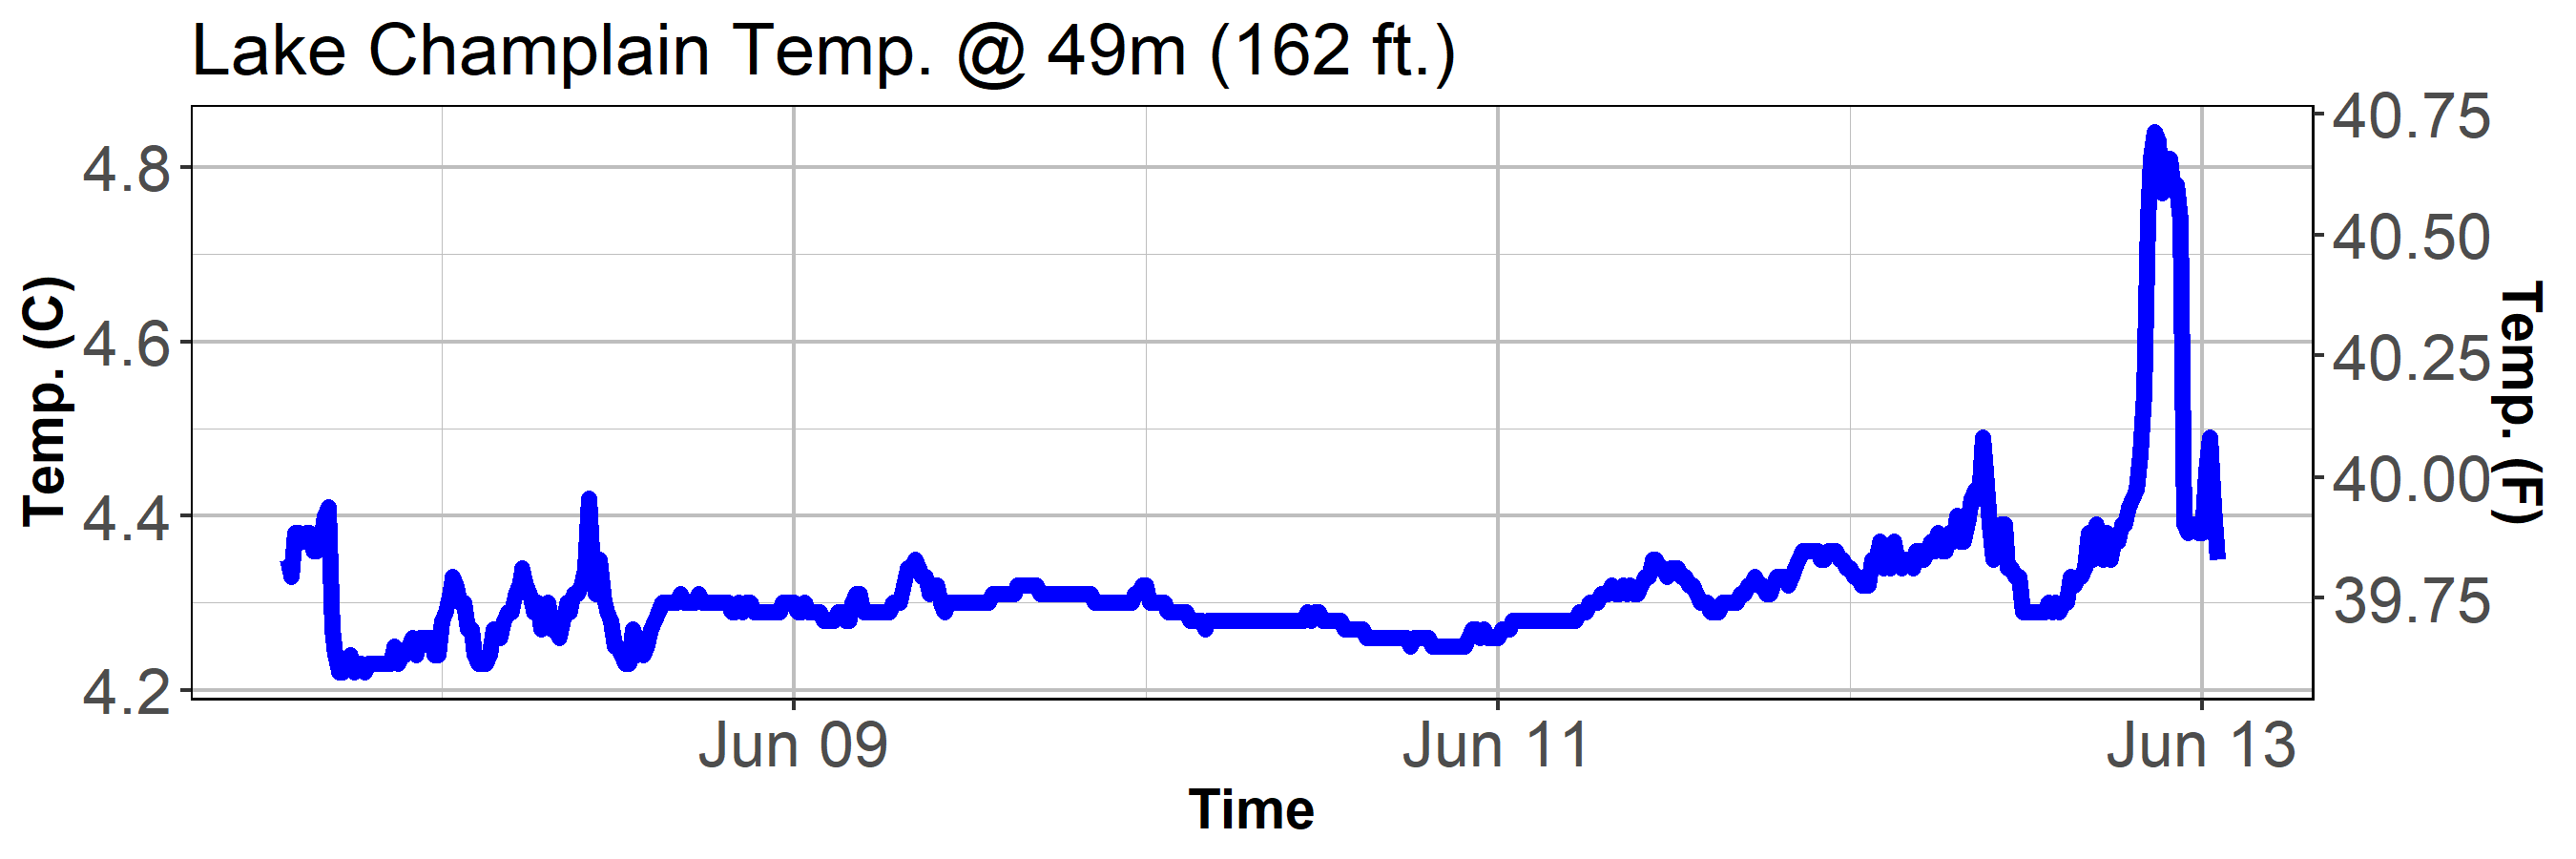 Lake Champlain Temp. @ 49m (162 ft.)
Temp. (C)
4.8
4.6
4.4
4.2
40.75
40.50
40.25
40.00
39.75
Temp. (F)
Jun 09
Jun 11
Jun 13
Time